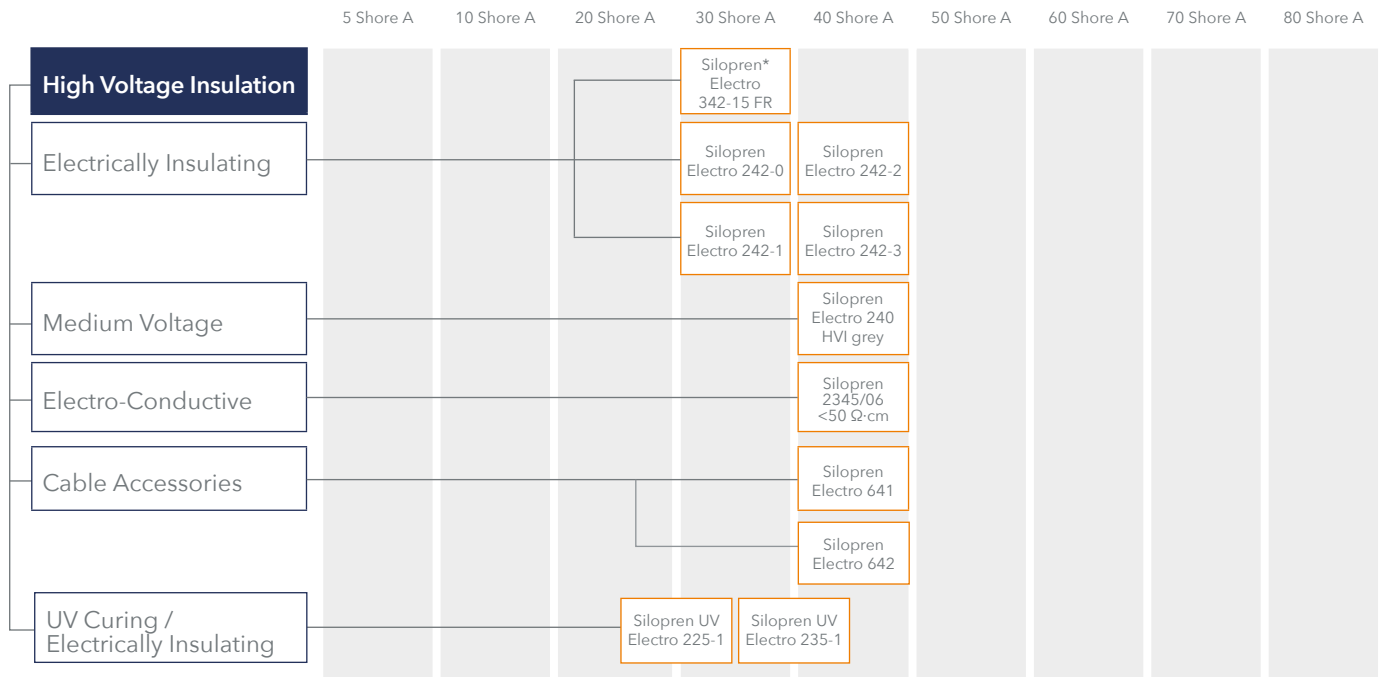 5 Shore A 10 Shore A 20 Shore A 30 Shore A 40 Shore A 50 Shore A 60 Shore A 70 Shore A 80 Shore A
High Voltage Insulation
Silopren*
Electro
342-15 FR
Electrically Insulating
Silopren
Electro 242-0
Silopren
Electro 242-2
Silopren
Electro 242-1
Silopren
Electro 242-3
Medium Voltage
Silopren
Electro 240
HVI grey
Electro-Conductive
Silopren
2345/06
<50 Ω·cm
Cable Accessories
Silopren
Electro 641
Silopren
Electro 642
UV Curing /
Electrically Insulating
Silopren UV
Electro 225-1
Silopren UV
Electro 235-1